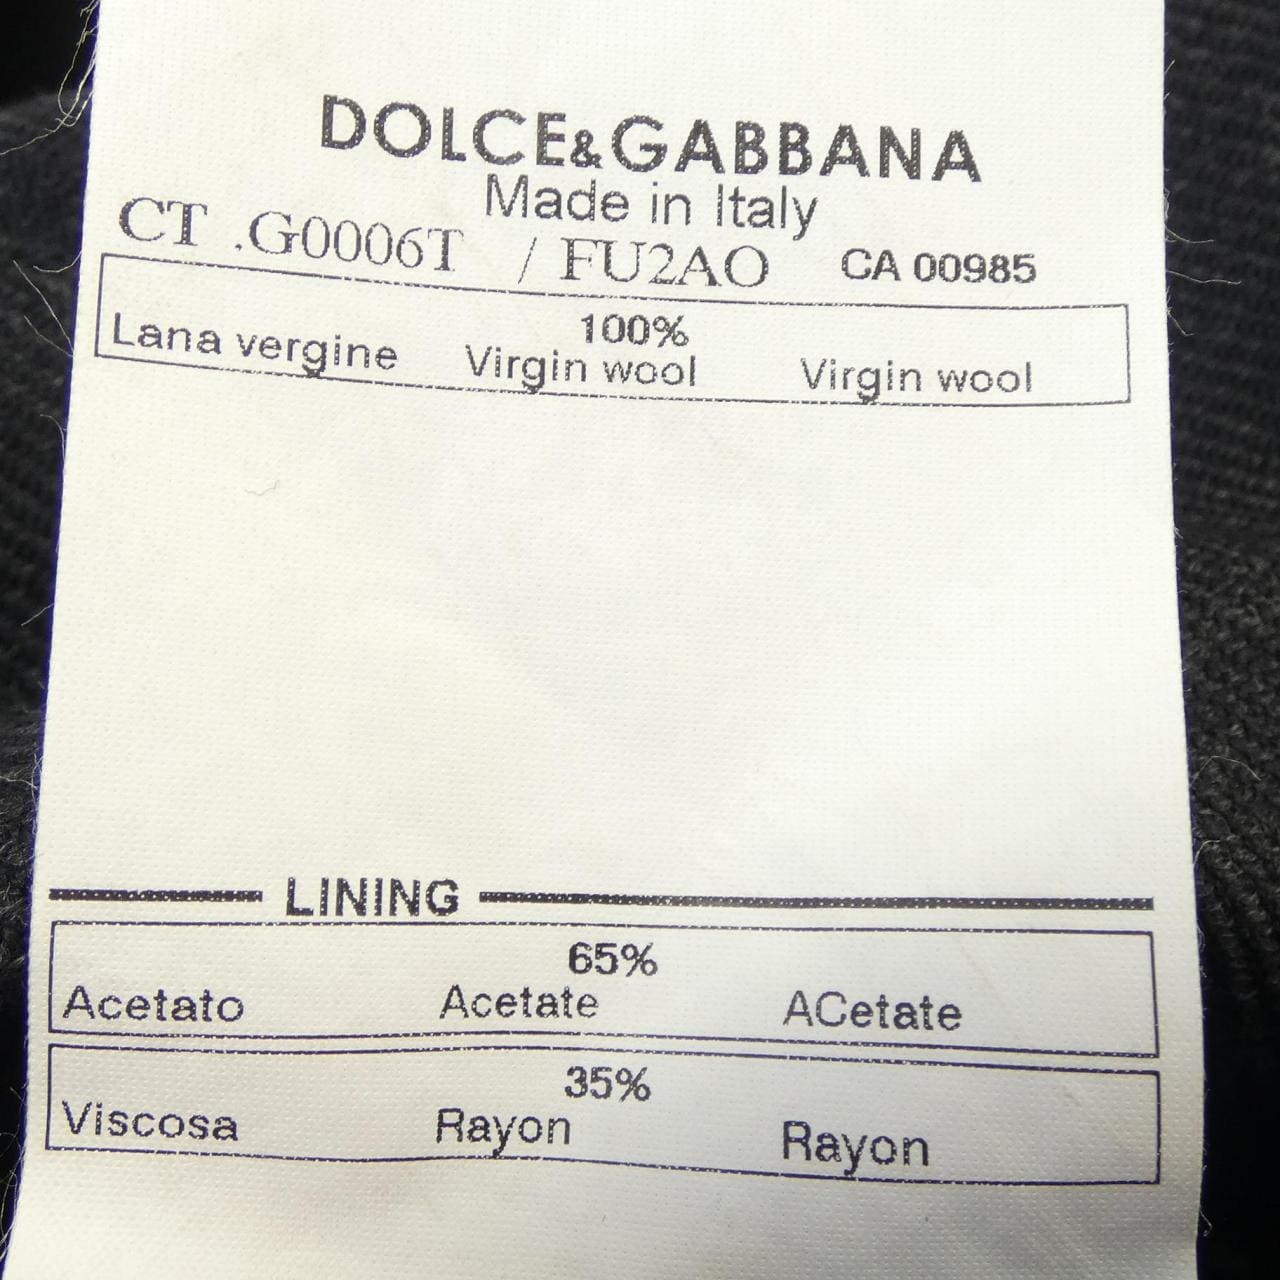 DOLCE&GABBANA
Made in Italy
CT .G0006T / FU2AO CA 00985
100%
Lana vergine Virgin wool Virgin wool
LINING
65%
Acetato Acetate ACetate
35%
Viscosa Rayon Rayon